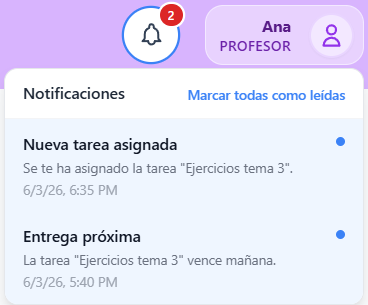 2
Ana
PROFESOR
Notificaciones
Marcar todas como leídas
Nueva tarea asignada
Se te ha asignado la tarea "Ejercicios tema 3".
6/3/26, 6:35 PM
Entrega próxima
La tarea "Ejercicios tema 3" vence mañana.
6/3/26, 5:40 PM